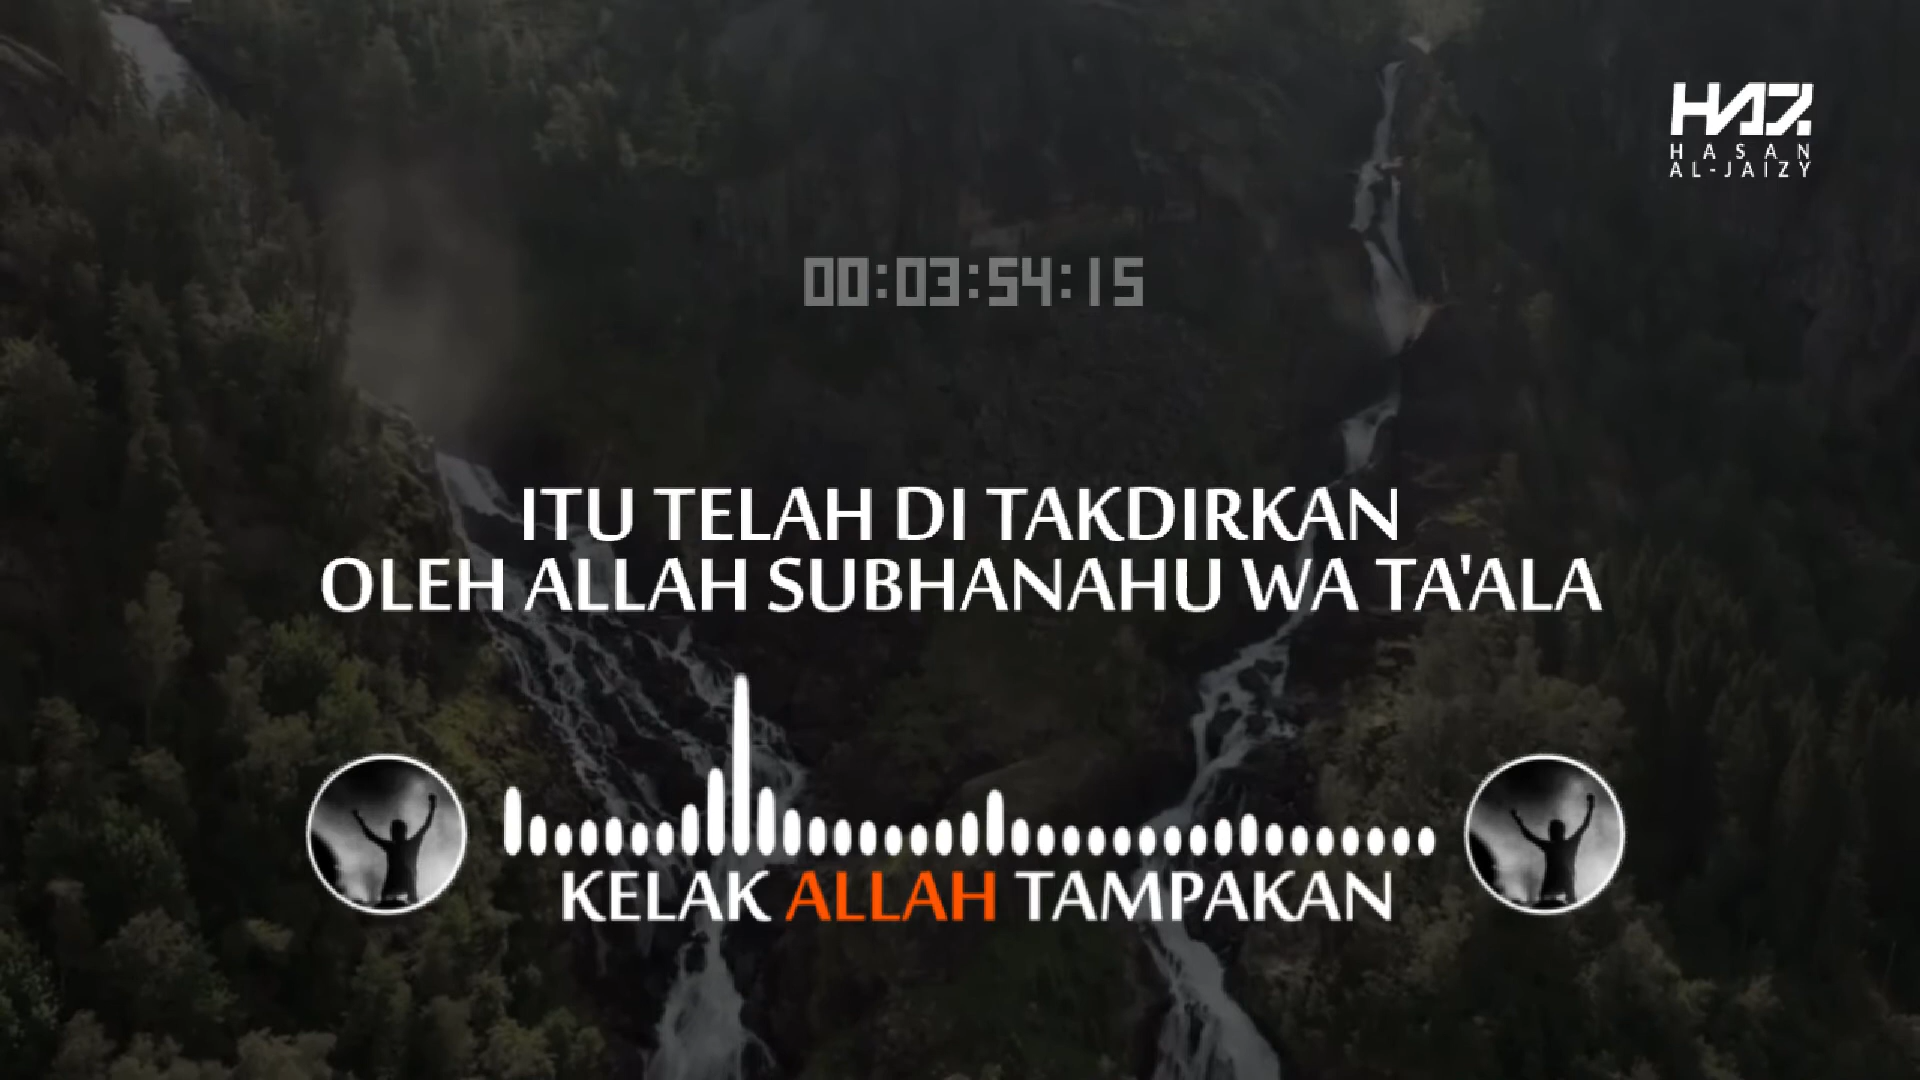 HAZ
HASAN
AL-JAIZY
00:03:54:15
ITU TELAH DI TAKDIRKAN
OLEH ALLAH SUBHANAHU WA TA'ALA
KELAK ALLAH TAMPAKAN